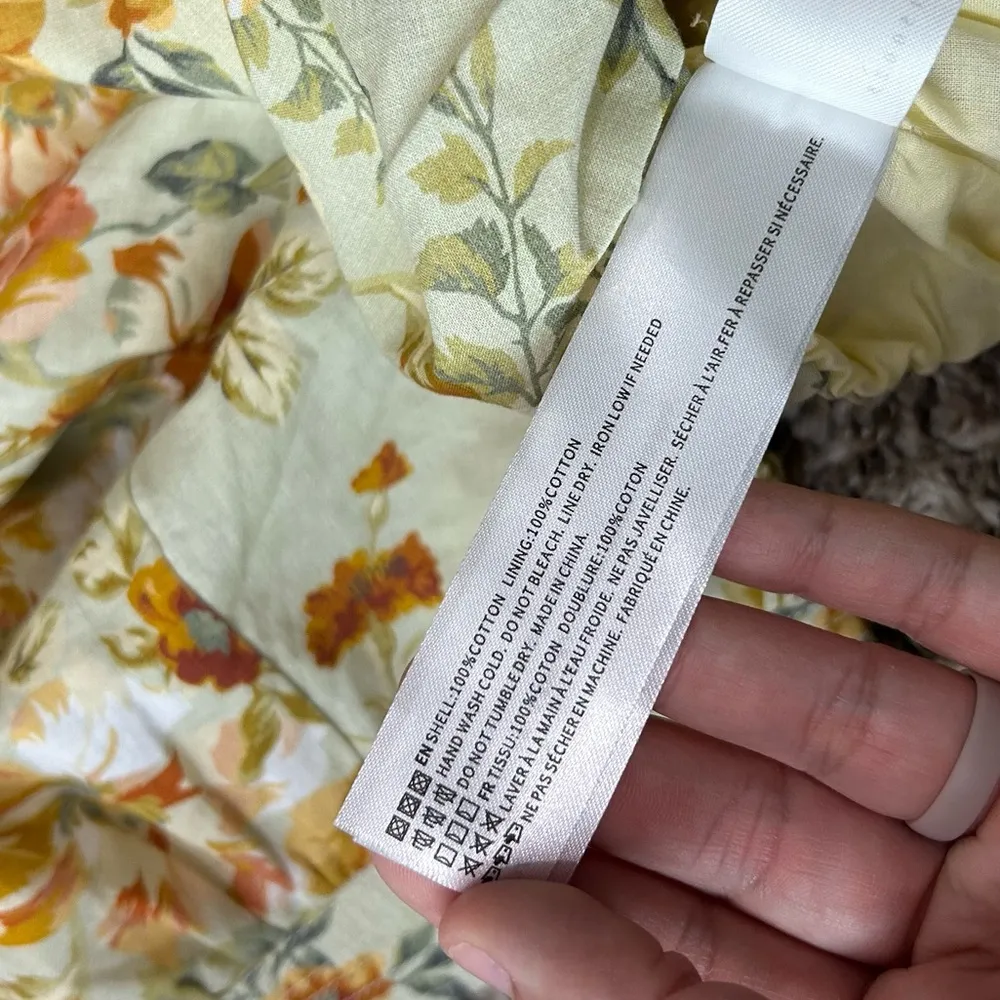 EN SHELL:100%COTTON LINING:100%COTTON
HAND WASH COLD. DO NOT BLEACH. LINE DRY. IRON LOW IF NEEDED
DO NOT TUMBLE DRY. MADE IN CHINA.
FR TISSU:100%COTON DOUBLURE:100%COTON
LAVER À LA MAIN À L'EAU FROIDE. NE PAS JAVELLISER. SÉCHER À L'AIR.FER À REPASSER SI NÉCESSAIRE.
NE PAS SÉCHER EN MACHINE. FABRIQUÉ EN CHINE.